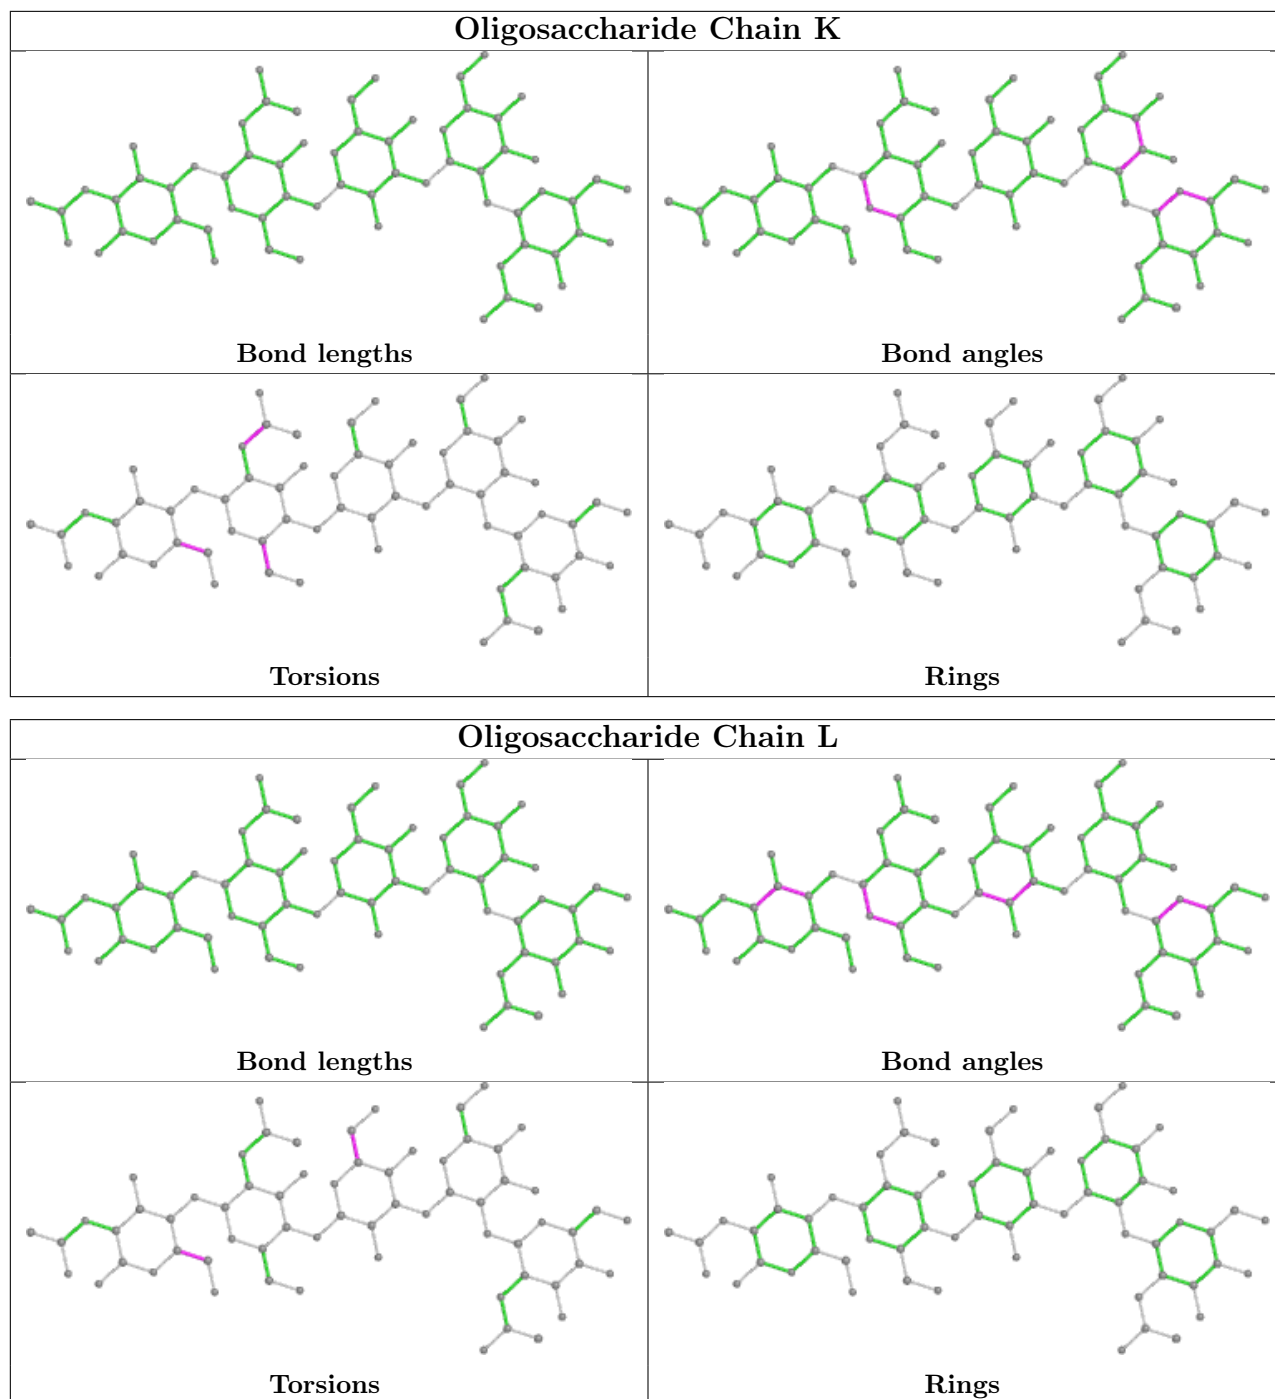 Oligosaccharide Chain K
Bond lengths
Bond angles
Torsions
Rings
Oligosaccharide Chain L
Bond lengths
Bond angles
Torsions
Rings